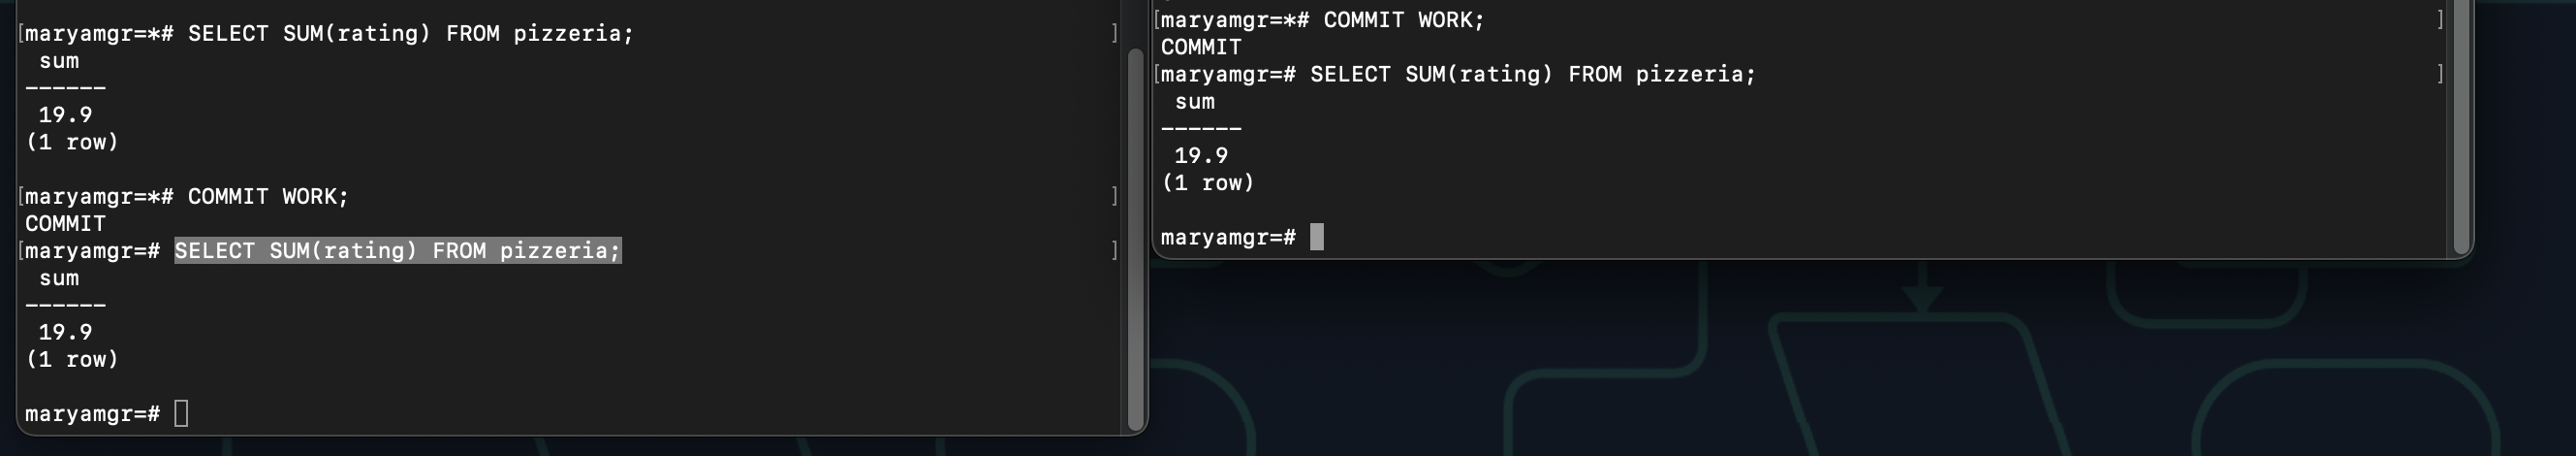 [maryamgr=*# SELECT SUM(rating) FROM pizzeria; ]
sum
------
19.9
(1 row)
[maryamgr=*# COMMIT WORK; ]
COMMIT
[maryamgr=# SELECT SUM(rating) FROM pizzeria; ]
sum
------
19.9
(1 row)
maryamgr=#
[maryamgr=*# COMMIT WORK; ]
COMMIT
[maryamgr=# SELECT SUM(rating) FROM pizzeria; ]
sum
------
19.9
(1 row)
maryamgr=#